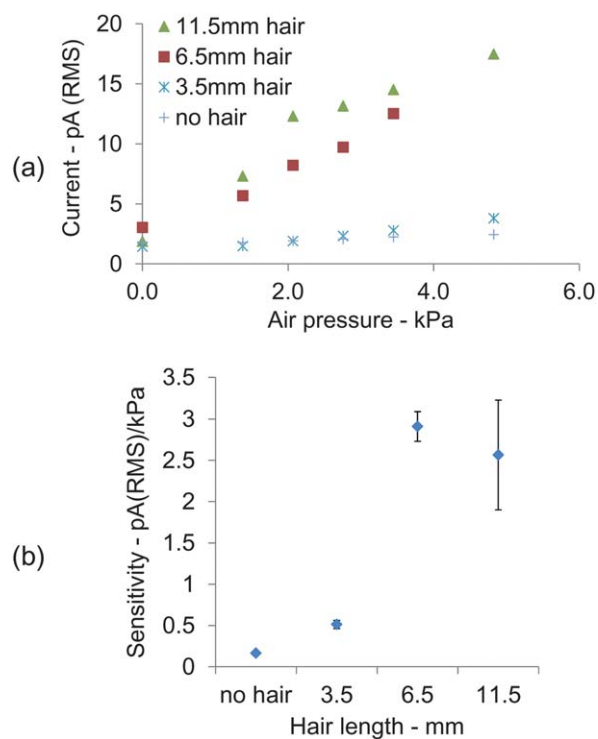 (a)
Current - pA (RMS)
20
15
10
5
0
11.5mm hair
6.5mm hair
3.5mm hair
no hair
0.0 2.0 4.0 6.0
Air pressure - kPa
(b)
Sensitivity - pA(RMS)/kPa
3.5
3
2.5
2
1.5
1
0.5
0
no hair 3.5 6.5 11.5
Hair length - mm